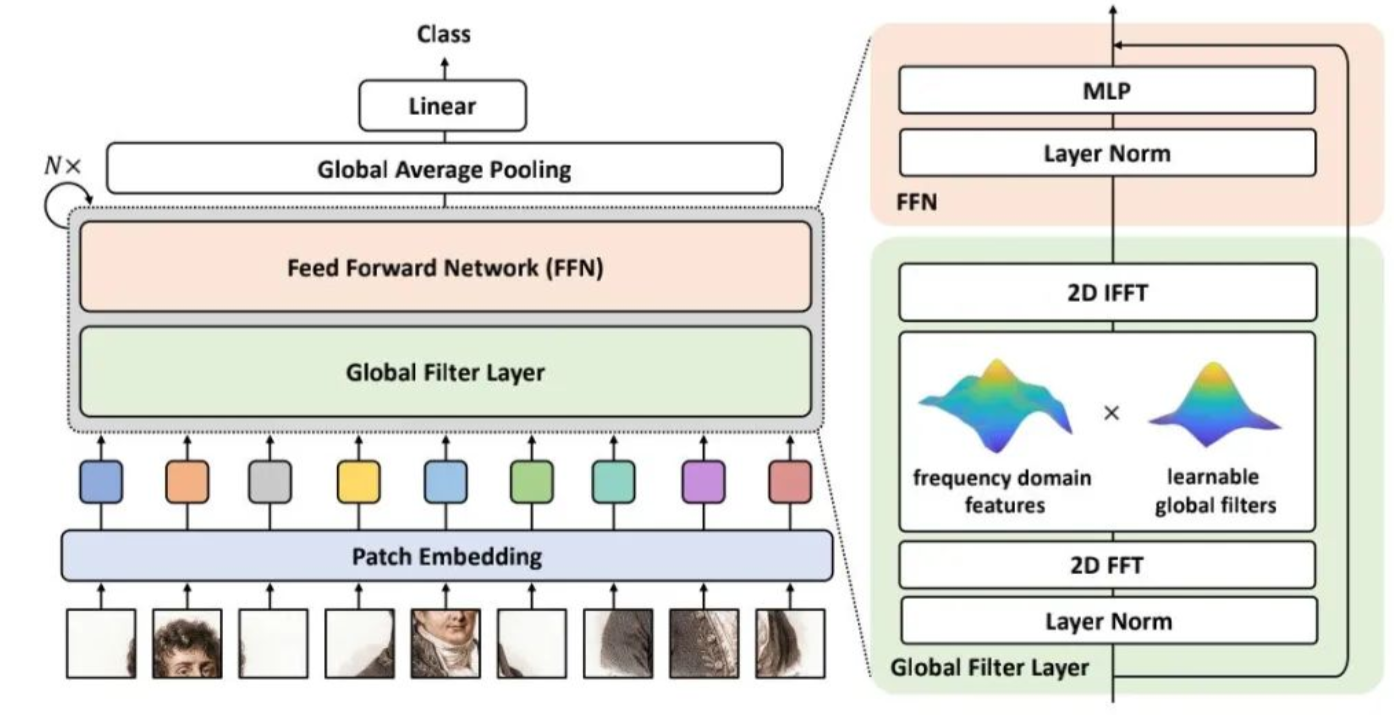 Class
Linear
Global Average Pooling
N×
Feed Forward Network (FFN)
Global Filter Layer
Patch Embedding
MLP
Layer Norm
FFN
2D IFFT
×
frequency domain
features
learnable
global filters
2D FFT
Layer Norm
Global Filter Layer